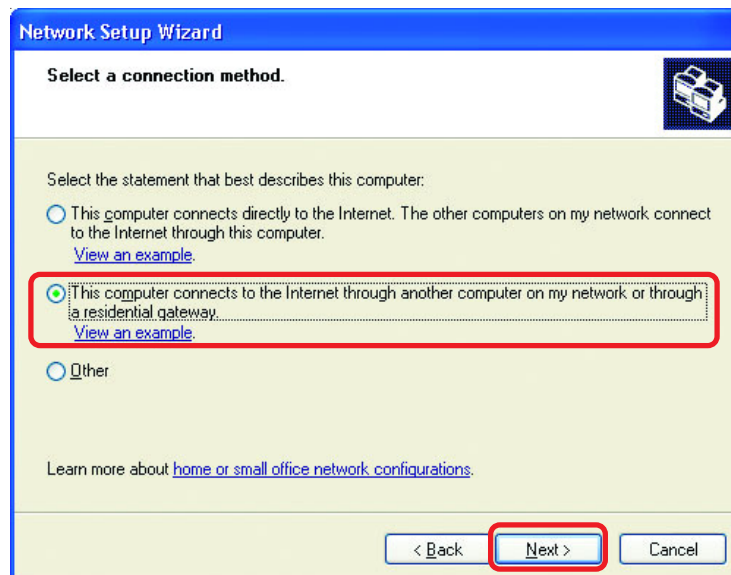 Network Setup Wizard
Select a connection method.
Select the statement that best describes this computer:
This computer connects directly to the Internet. The other computers on my network connect
to the Internet through this computer.
View an example.
This computer connects to the Internet through another computer on my network or through
a residential gateway.
View an example.
Other
Learn more about home or small office network configurations.
< Back Next > Cancel